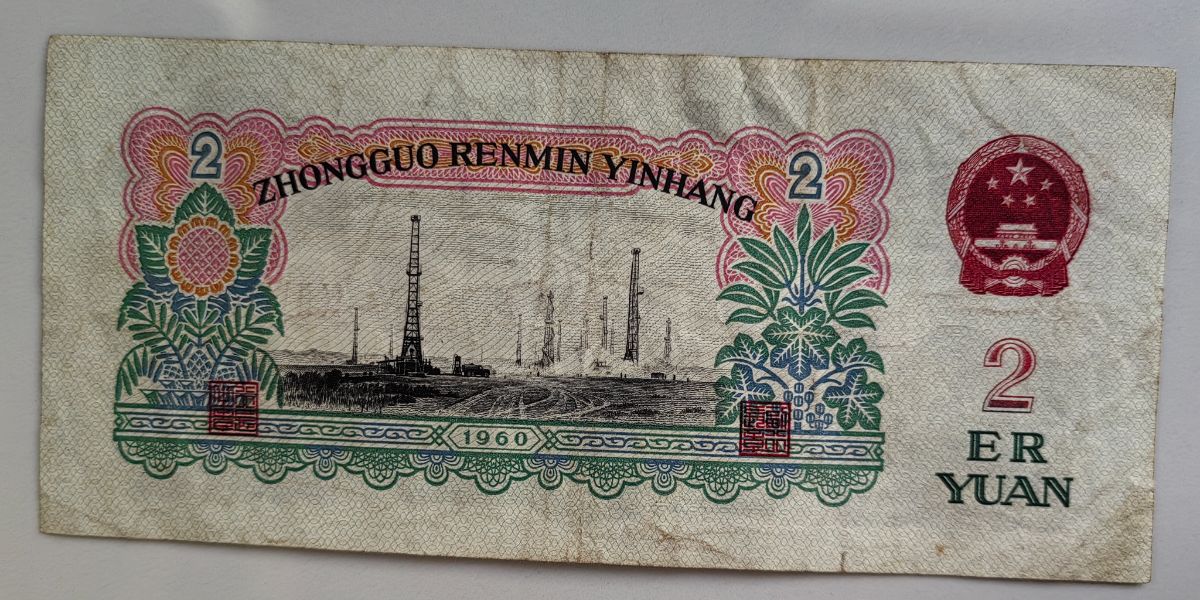 2 2
ZHONGGUO RENMIN YINHANG
1960
2
ER
YUAN